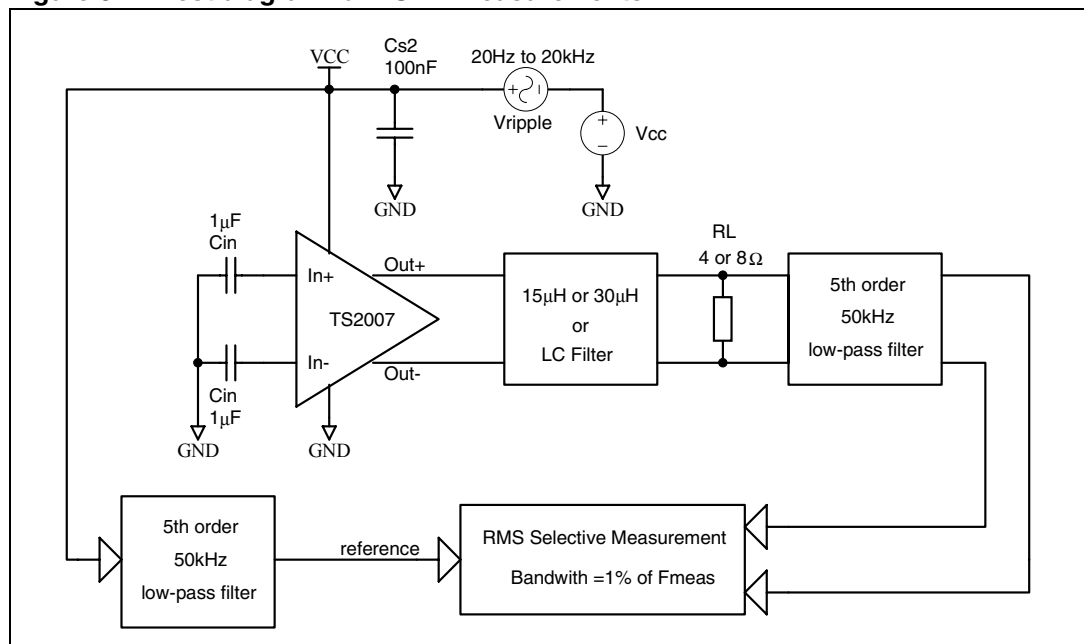 VCC
Cs2
100nF
20Hz to 20kHz
Vripple
Vcc
GND
GND
1µF
Cin
In+
Out+
TS2007
In-
Out-
Cin
1µF
GND
GND
15µH or 30µH
or
LC Filter
RL
4 or 8Ω
5th order
50kHz
low-pass filter
5th order
50kHz
low-pass filter
reference
RMS Selective Measurement
Bandwith =1% of Fmeas